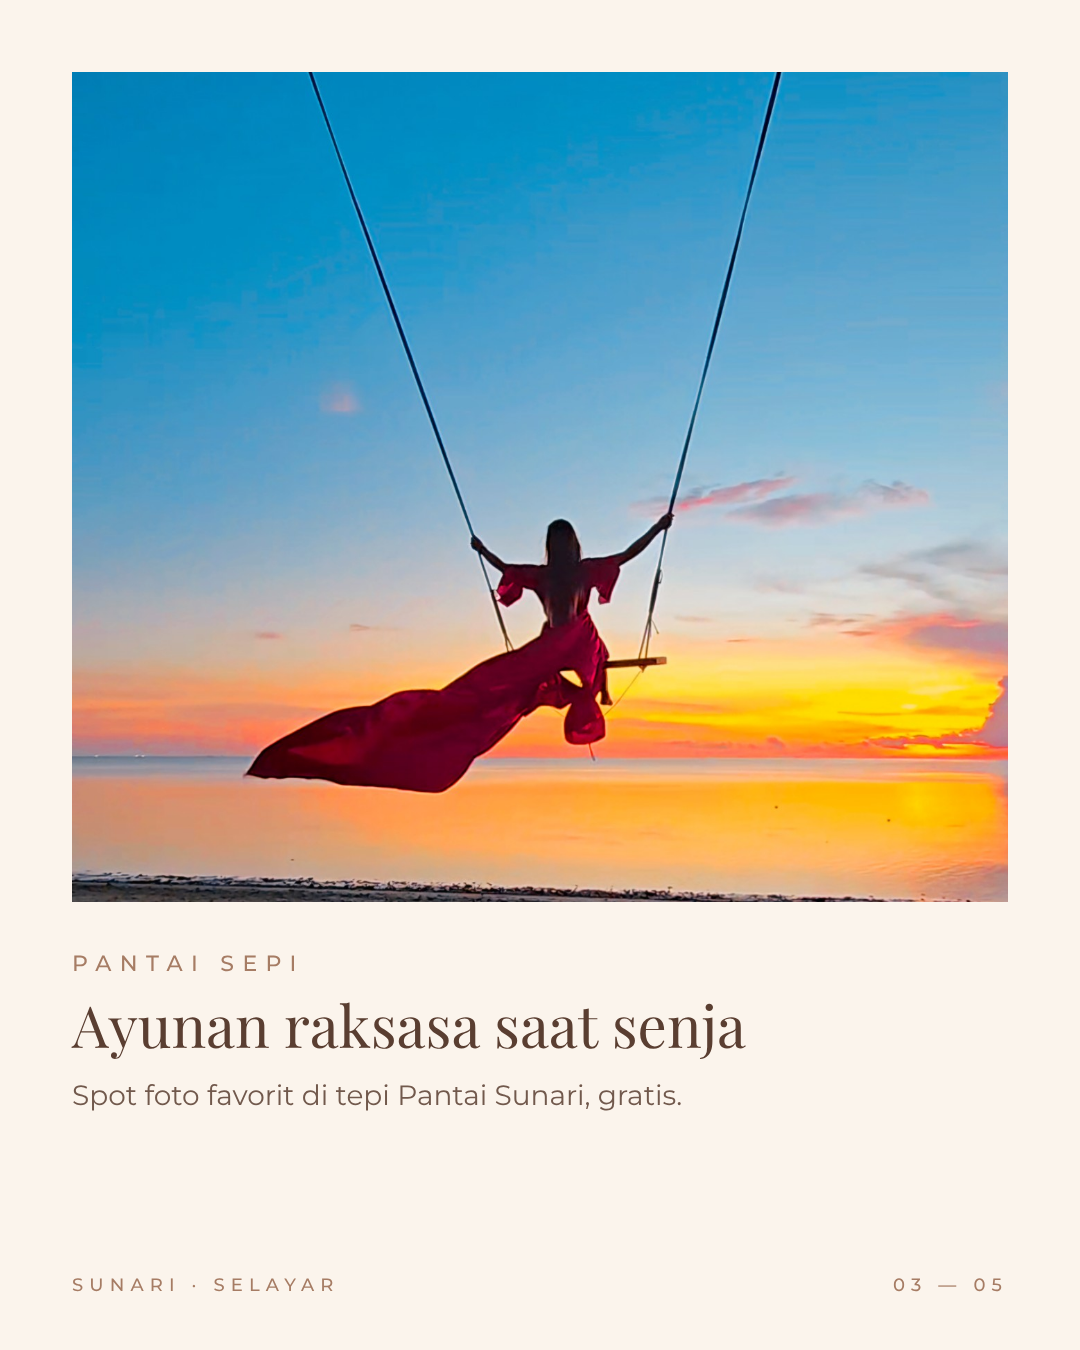 PANTAI SEPI
Ayunan raksasa saat senja
Spot foto favorit di tepi Pantai Sunari, gratis.
SUNARI · SELAYAR
03 — 05